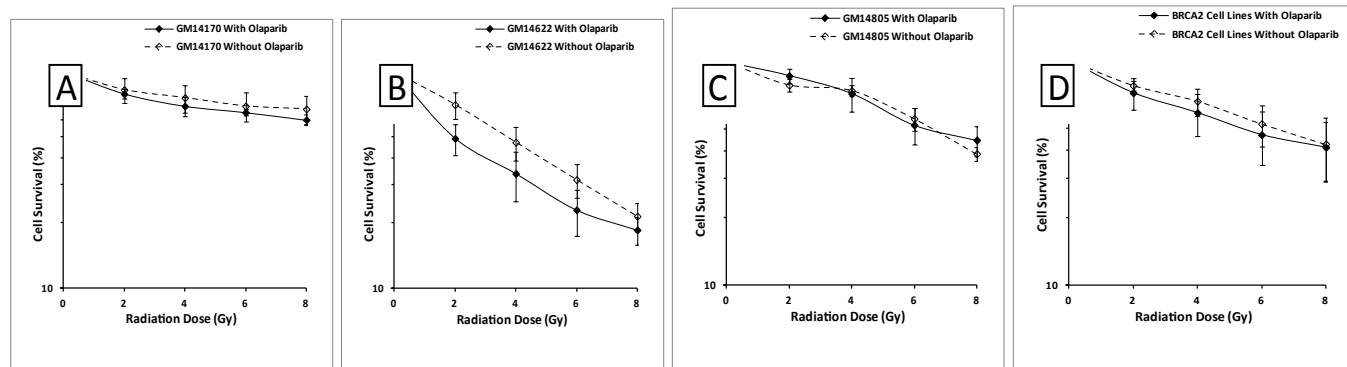 GM14170 With Olaparib
GM14170 Without Olaparib
A
Cell Survival (%)
10
0 2 4 6 8
Radiation Dose (Gy)
GM14622 With Olaparib
GM14622 Without Olaparib
B
Cell Survival (%)
10
0 2 4 6 8
Radiation Dose (Gy)
GM14805 With Olaparib
GM14805 Without Olaparib
C
Cell Survival (%)
10
0 2 4 6 8
Radiation Dose (Gy)
BRCA2 Cell Lines With Olaparib
BRCA2 Cell Lines Without Olaparib
D
Cell Survival (%)
10
0 2 4 6 8
Radiation Dose (Gy)